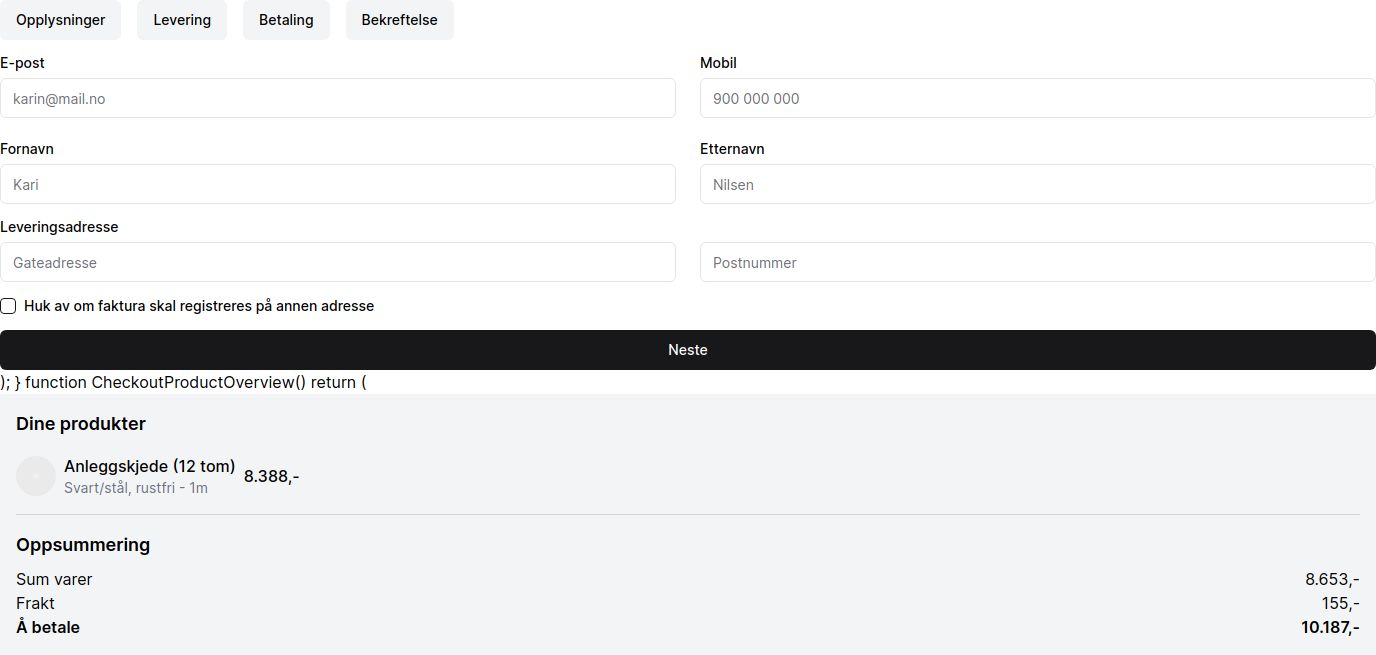 Opplysninger Levering Betaling Bekreftelse
E-post Mobil
karin@mail.no 900 000 000
Fornavn Etternavn
Kari Nilsen
Leveringsadresse
Gateadresse Postnummer
Huk av om faktura skal registreres på annen adresse
Neste
); } function CheckoutProductOverview() return (
Dine produkter
Anleggskjede (12 tom) 8.388,-
Svart/stål, rustfri - 1m
Oppsummering
Sum varer 8.653,-
Frakt 155,-
Å betale 10.187,-